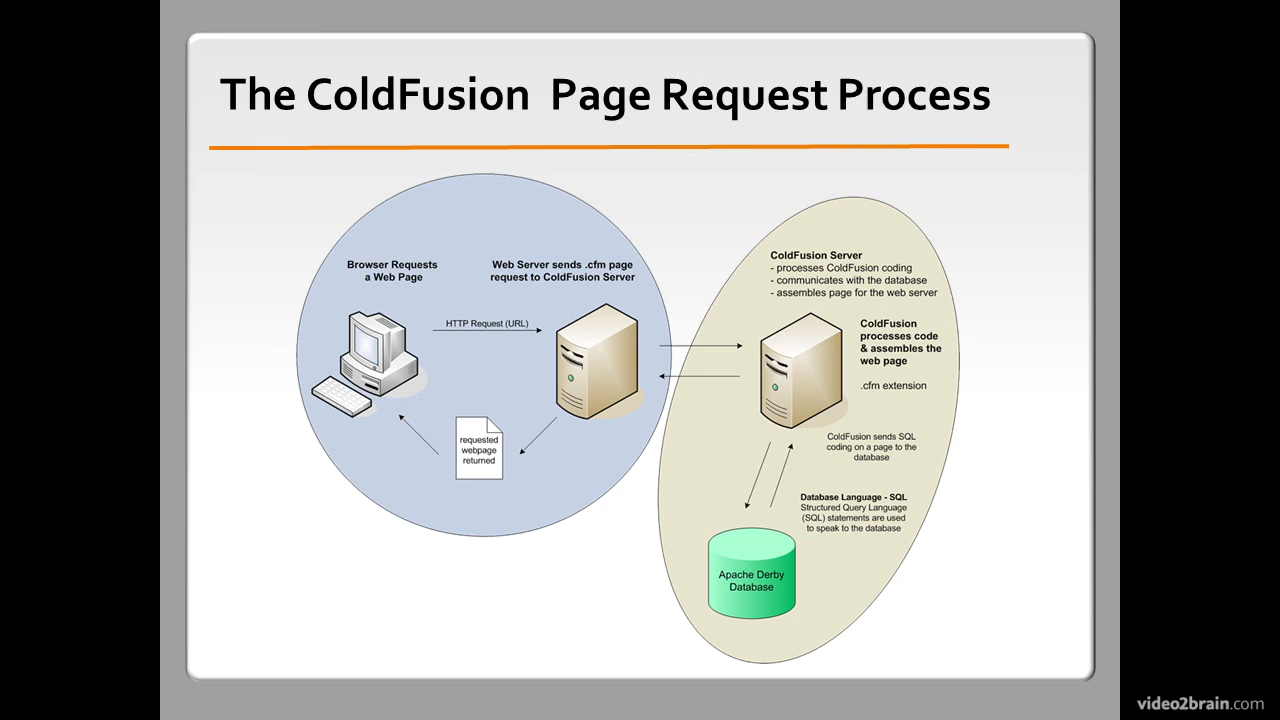 The ColdFusion Page Request Process
Browser Requests
a Web Page
Web Server sends .cfm page
request to ColdFusion Server
HTTP Request (URL)
requested
webpage
returned
ColdFusion Server
- processes ColdFusion coding
- communicates with the database
- assembles page for the web server
ColdFusion
processes code
& assembles the
web page
.cfm extension
ColdFusion sends SQL
coding on a page to the
database
Database Language - SQL
Structured Query Language
(SQL) statements are used
to speak to the database
Apache Derby
Database
video2brain.com